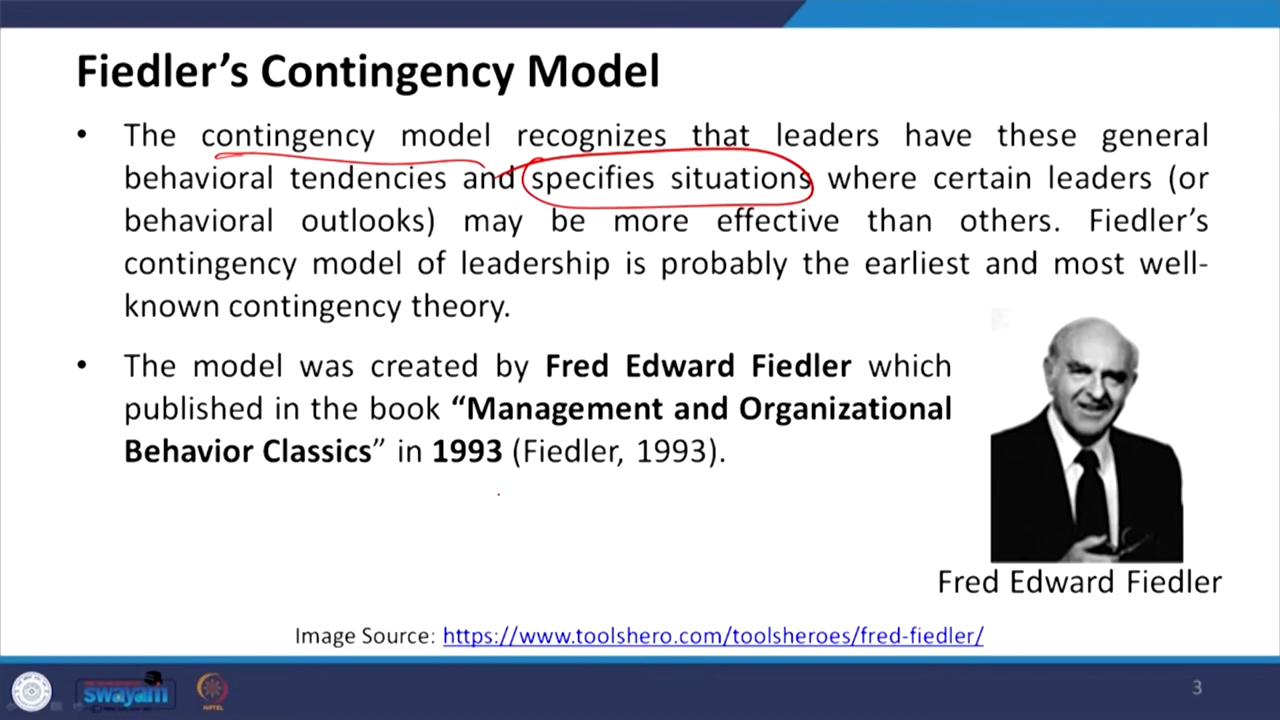 Fiedler's Contingency Model
• The contingency model recognizes that leaders have these general
behavioral tendencies and specifies situations where certain leaders (or
behavioral outlooks) may be more effective than others. Fiedler's
contingency model of leadership is probably the earliest and most well-
known contingency theory.
• The model was created by Fred Edward Fiedler which
published in the book “Management and Organizational
Behavior Classics” in 1993 (Fiedler, 1993).
Fred Edward Fiedler
Image Source: https://www.toolshero.com/toolsheroes/fred-fiedler/
swayam
NPTEL
3